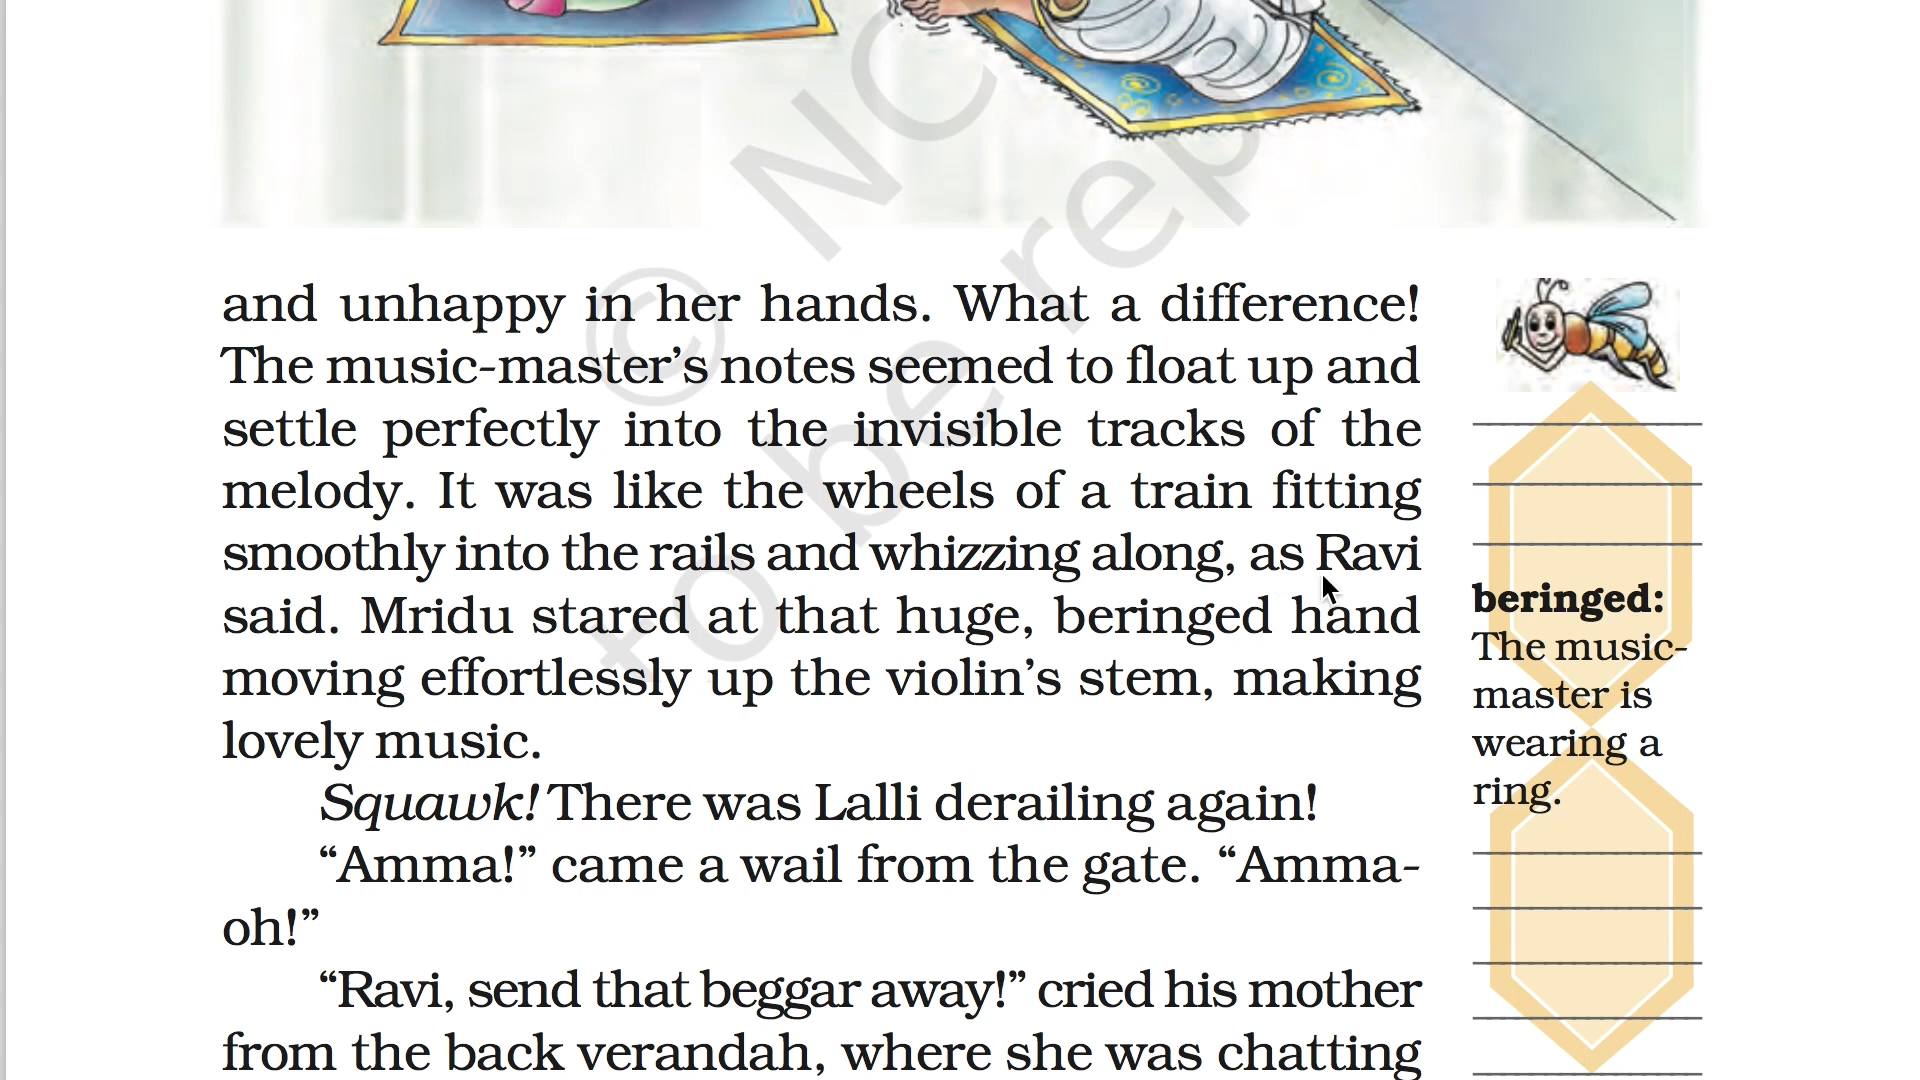 and unhappy in her hands. What a difference!
The music-master’s notes seemed to float up and
settle perfectly into the invisible tracks of the
melody. It was like the wheels of a train fitting
smoothly into the rails and whizzing along, as Ravi
said. Mridu stared at that huge, beringed hand
moving effortlessly up the violin’s stem, making
lovely music.
Squawk! There was Lalli derailing again!
“Amma!” came a wail from the gate. “Amma-
oh!”
“Ravi, send that beggar away!” cried his mother
from the back verandah, where she was chatting
beringed:
The music-
master is
wearing a
ring.
© NC
to be rep